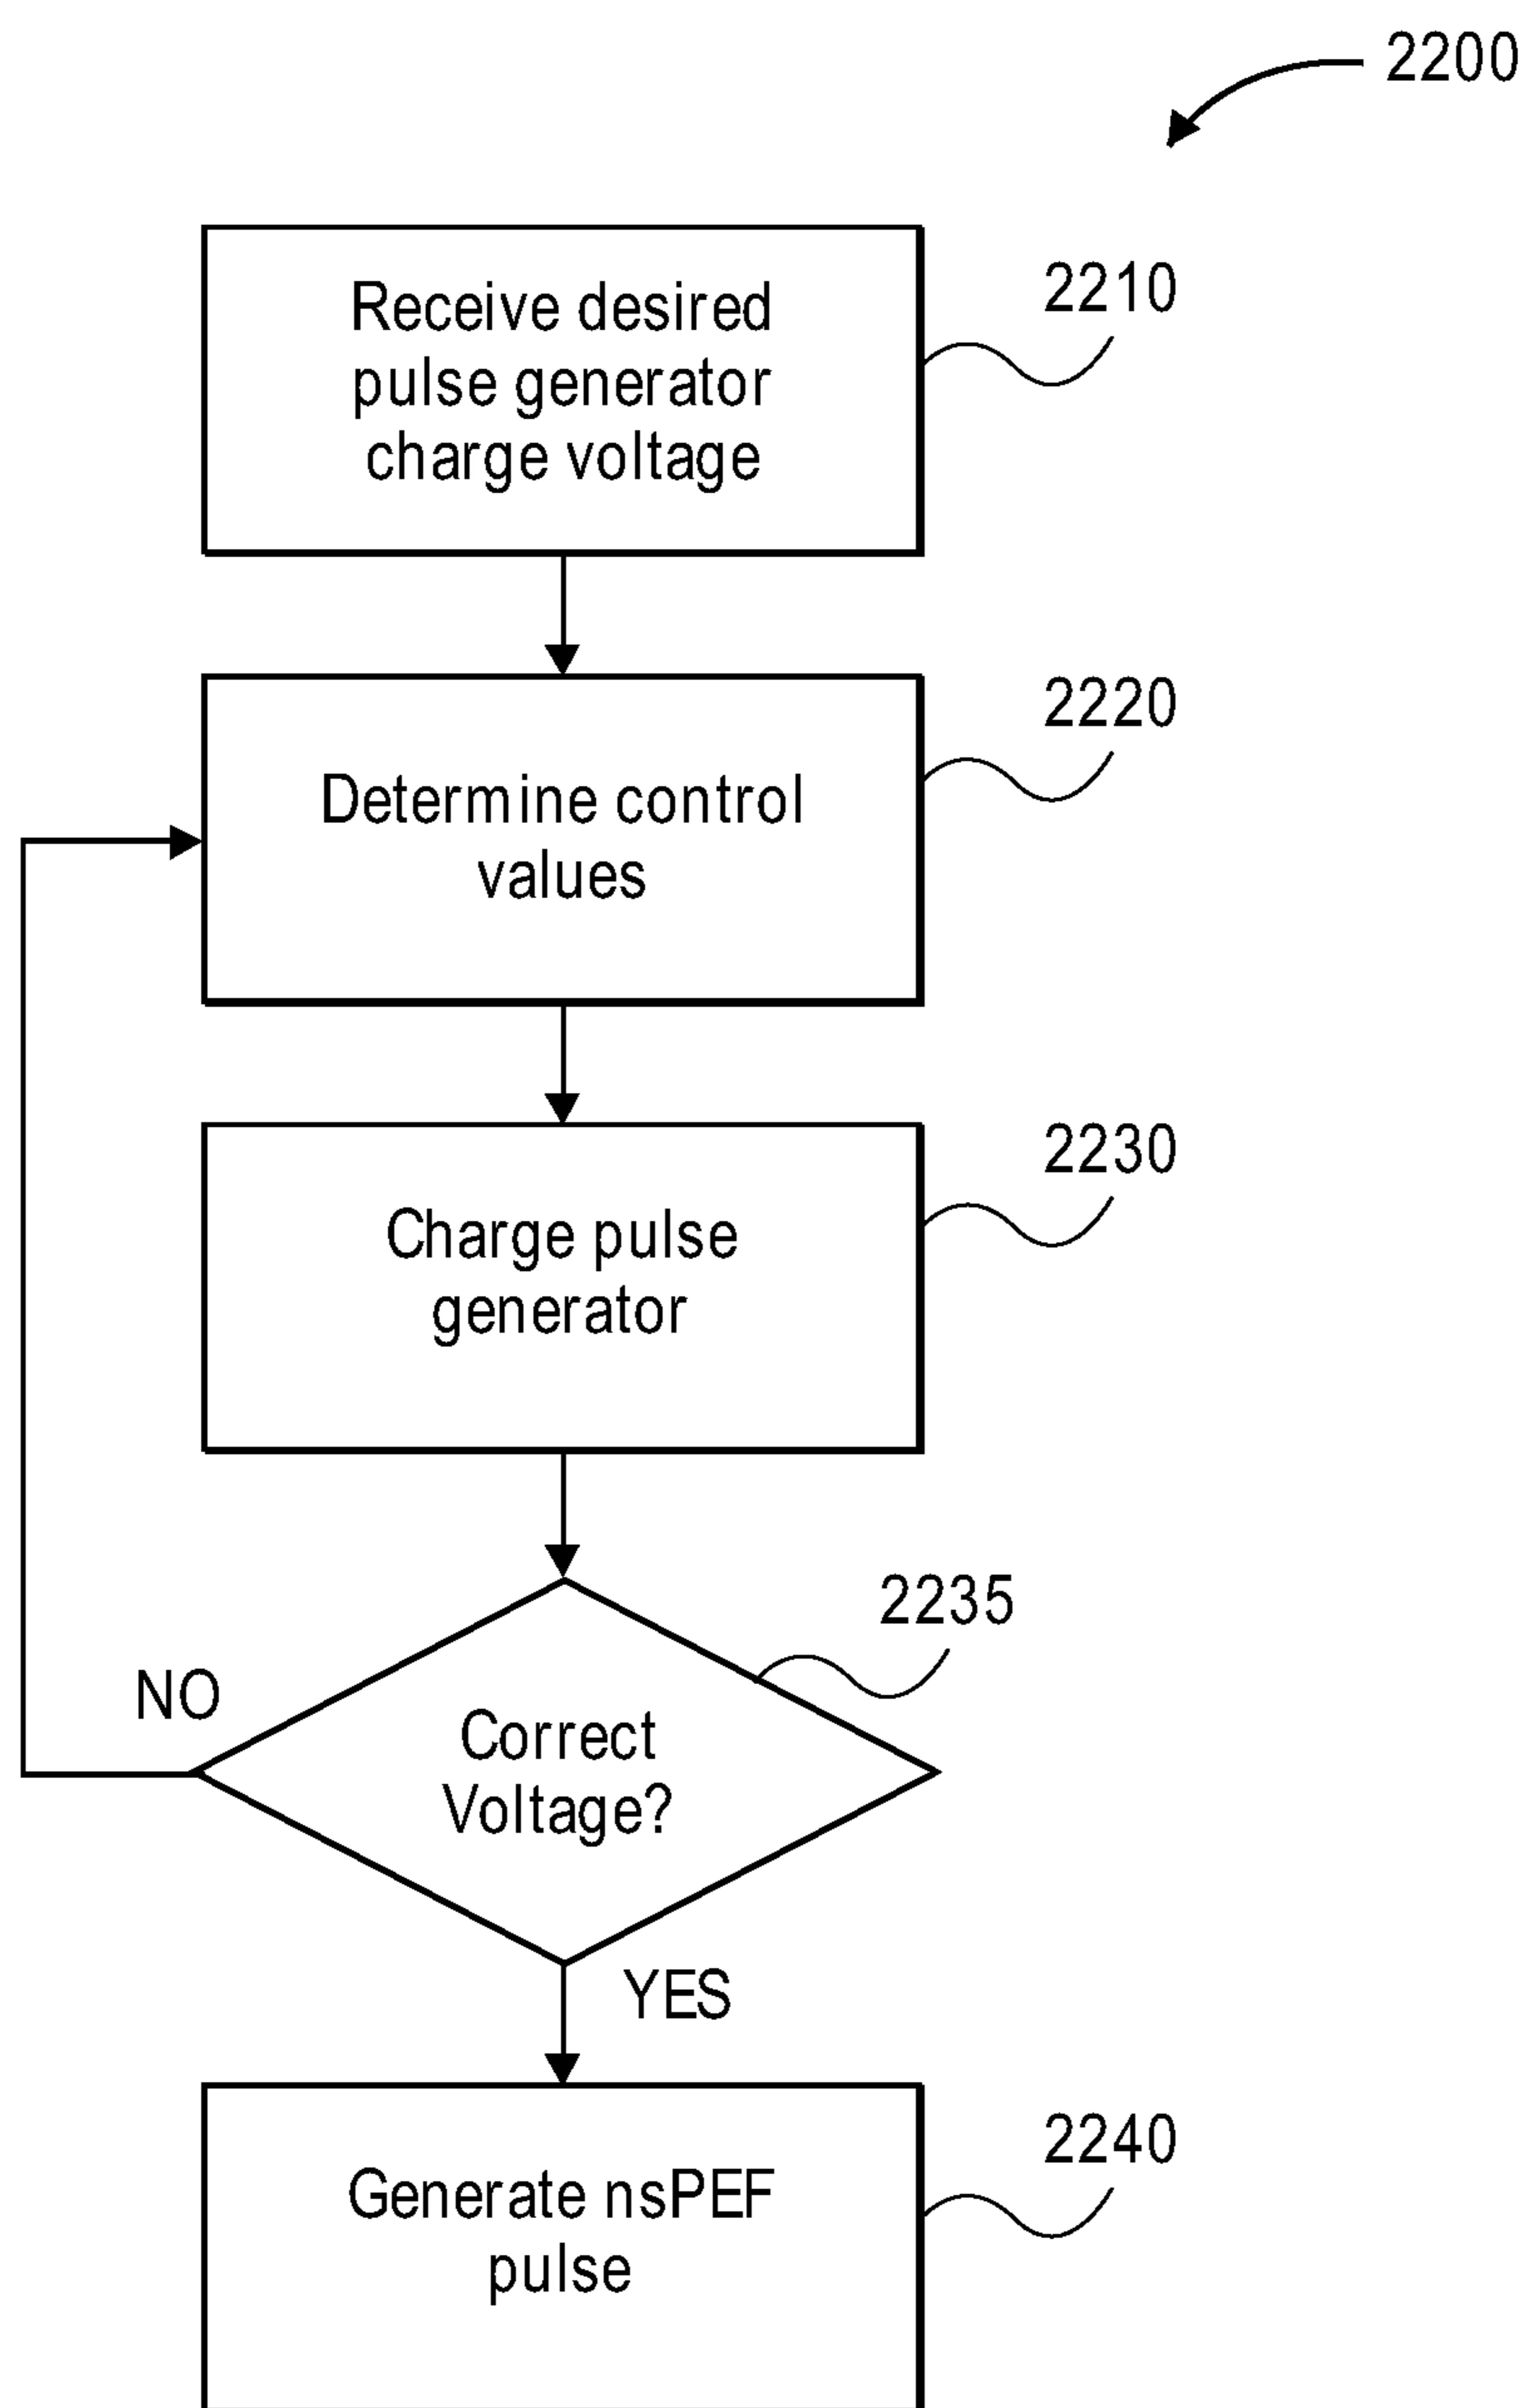 2200
Receive desired
pulse generator
charge voltage
2210
Determine control
values
2220
Charge pulse
generator
2230
Correct
Voltage?
2235
NO
YES
Generate nsPEF
pulse
2240